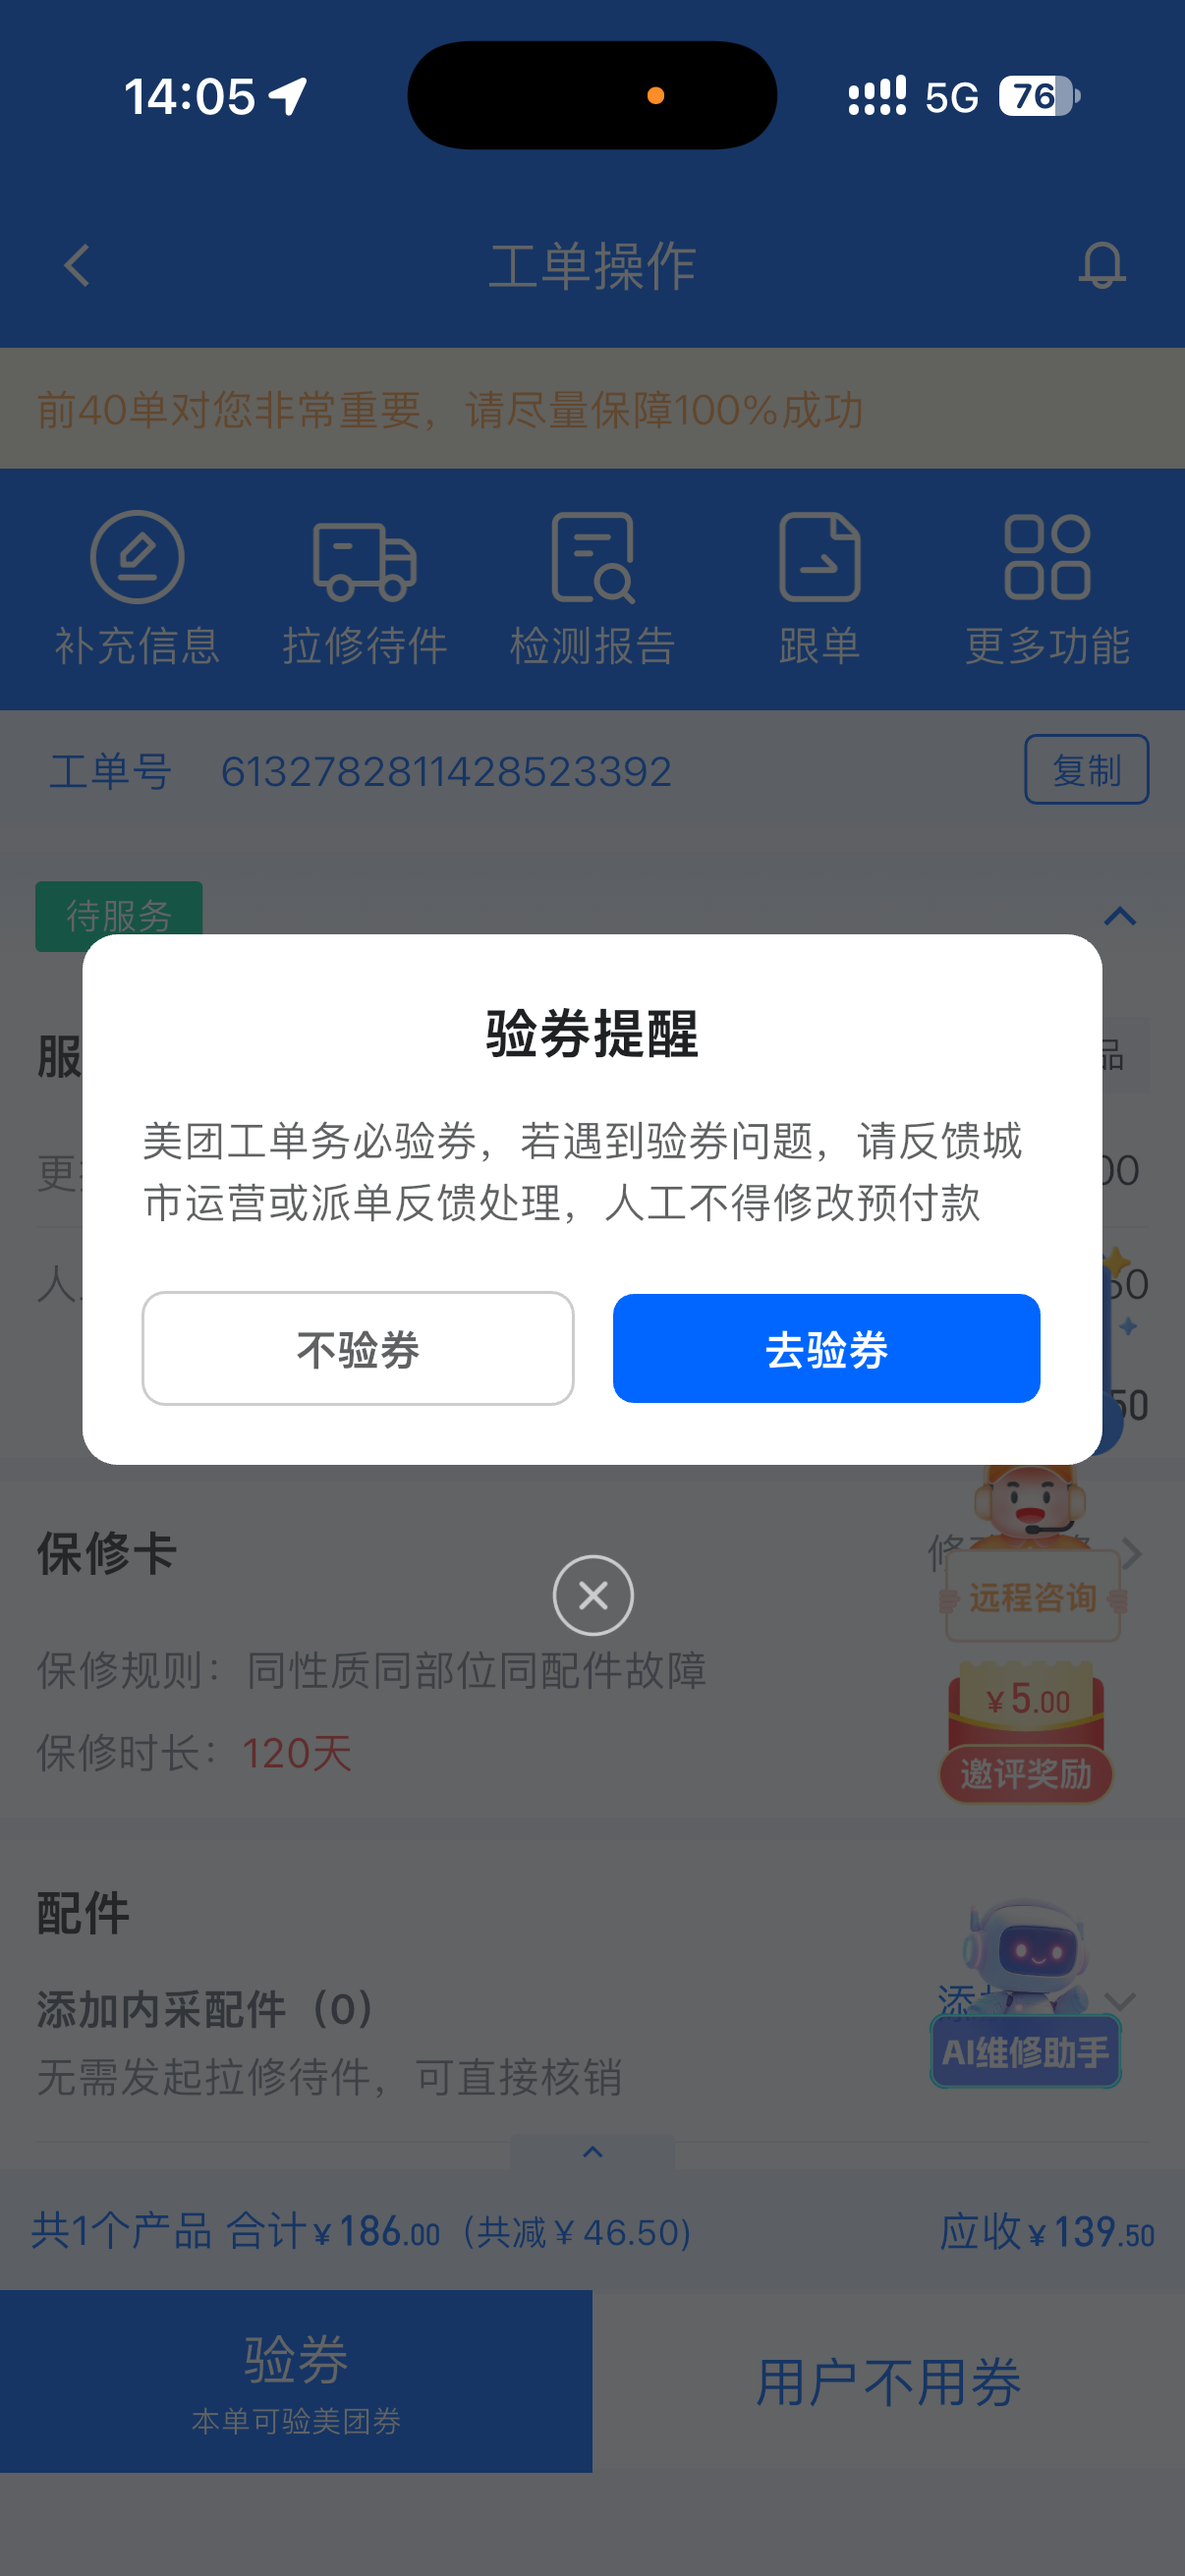 14:05
5G
76
工单操作
前40单对您非常重要，请尽量保障100%成功
补充信息
拉修待件
检测报告
跟单
更多功能
工单号 6132782811428523392
复制
待服务
服
品
验券提醒
美团工单务必验券，若遇到验券问题，请反馈城
市运营或派单反馈处理，人工不得修改预付款
更
00
人
50
不验券
去验券
50
保修卡
远程咨询
保修规则：同性质同部位同配件故障
¥5.00
保修时长：120天
邀评奖励
配件
添加内采配件（0）
添
AI维修助手
无需发起拉修待件，可直接核销
共1个产品 合计¥186.00（共减¥46.50)
应收¥139.50
验券
本单可验美团券
用户不用券